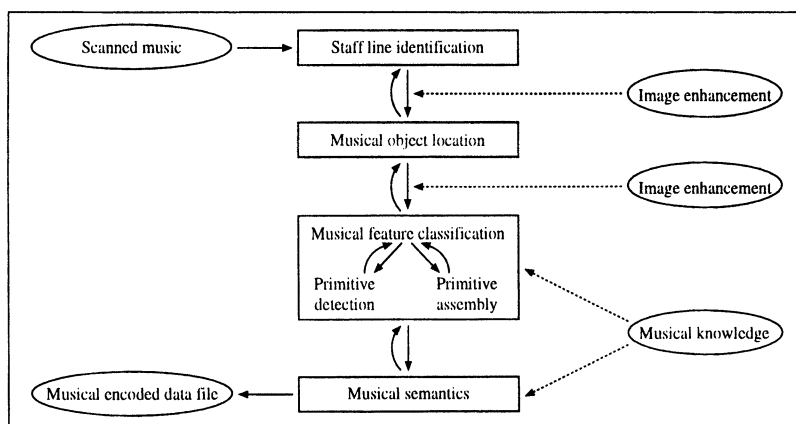 Scanned music
Staff line identification
Image enhancement
Musical object location
Image enhancement
Musical feature classification
Primitive
detection
Primitive
assembly
Musical knowledge
Musical encoded data file
Musical semantics